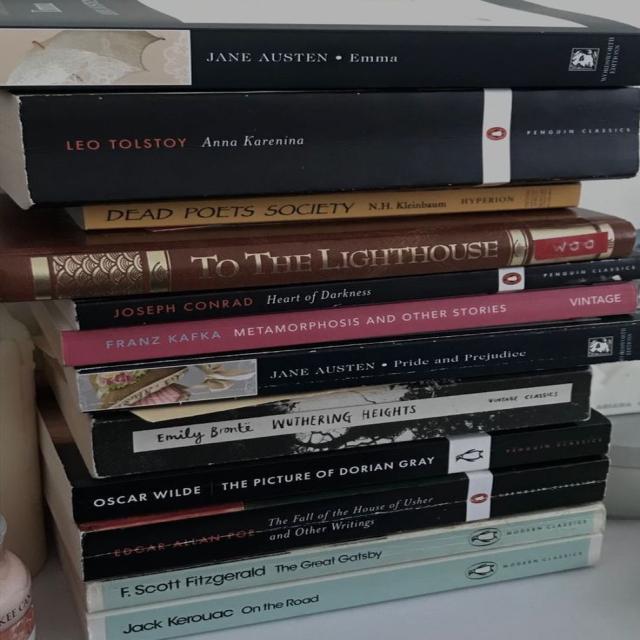 JANE AUSTEN • Emma
WORDSWORTH EDITIONS
LEO TOLSTOY Anna Karenina
PENGUIN CLASSICS
DEAD POETS SOCIETY N.H. Kleinbaum HYPERION
TO THE LIGHTHOUSE
WOO
JOSEPH CONRAD Heart of Darkness
PENGUIN CLASSICS
FRANZ KAFKA METAMORPHOSIS AND OTHER STORIES VINTAGE
JANE AUSTEN • Pride and Prejudice
Emily Brontë WUTHERING HEIGHTS VINTAGE CLASSICS
OSCAR WILDE THE PICTURE OF DORIAN GRAY PENGUIN CLASSICS
EDGAR ALLAN POE The Fall of the House of Usher
and Other Writings
F. Scott Fitzgerald The Great Gatsby MODERN CLASSICS
Jack Kerouac On the Road MODERN CLASSICS